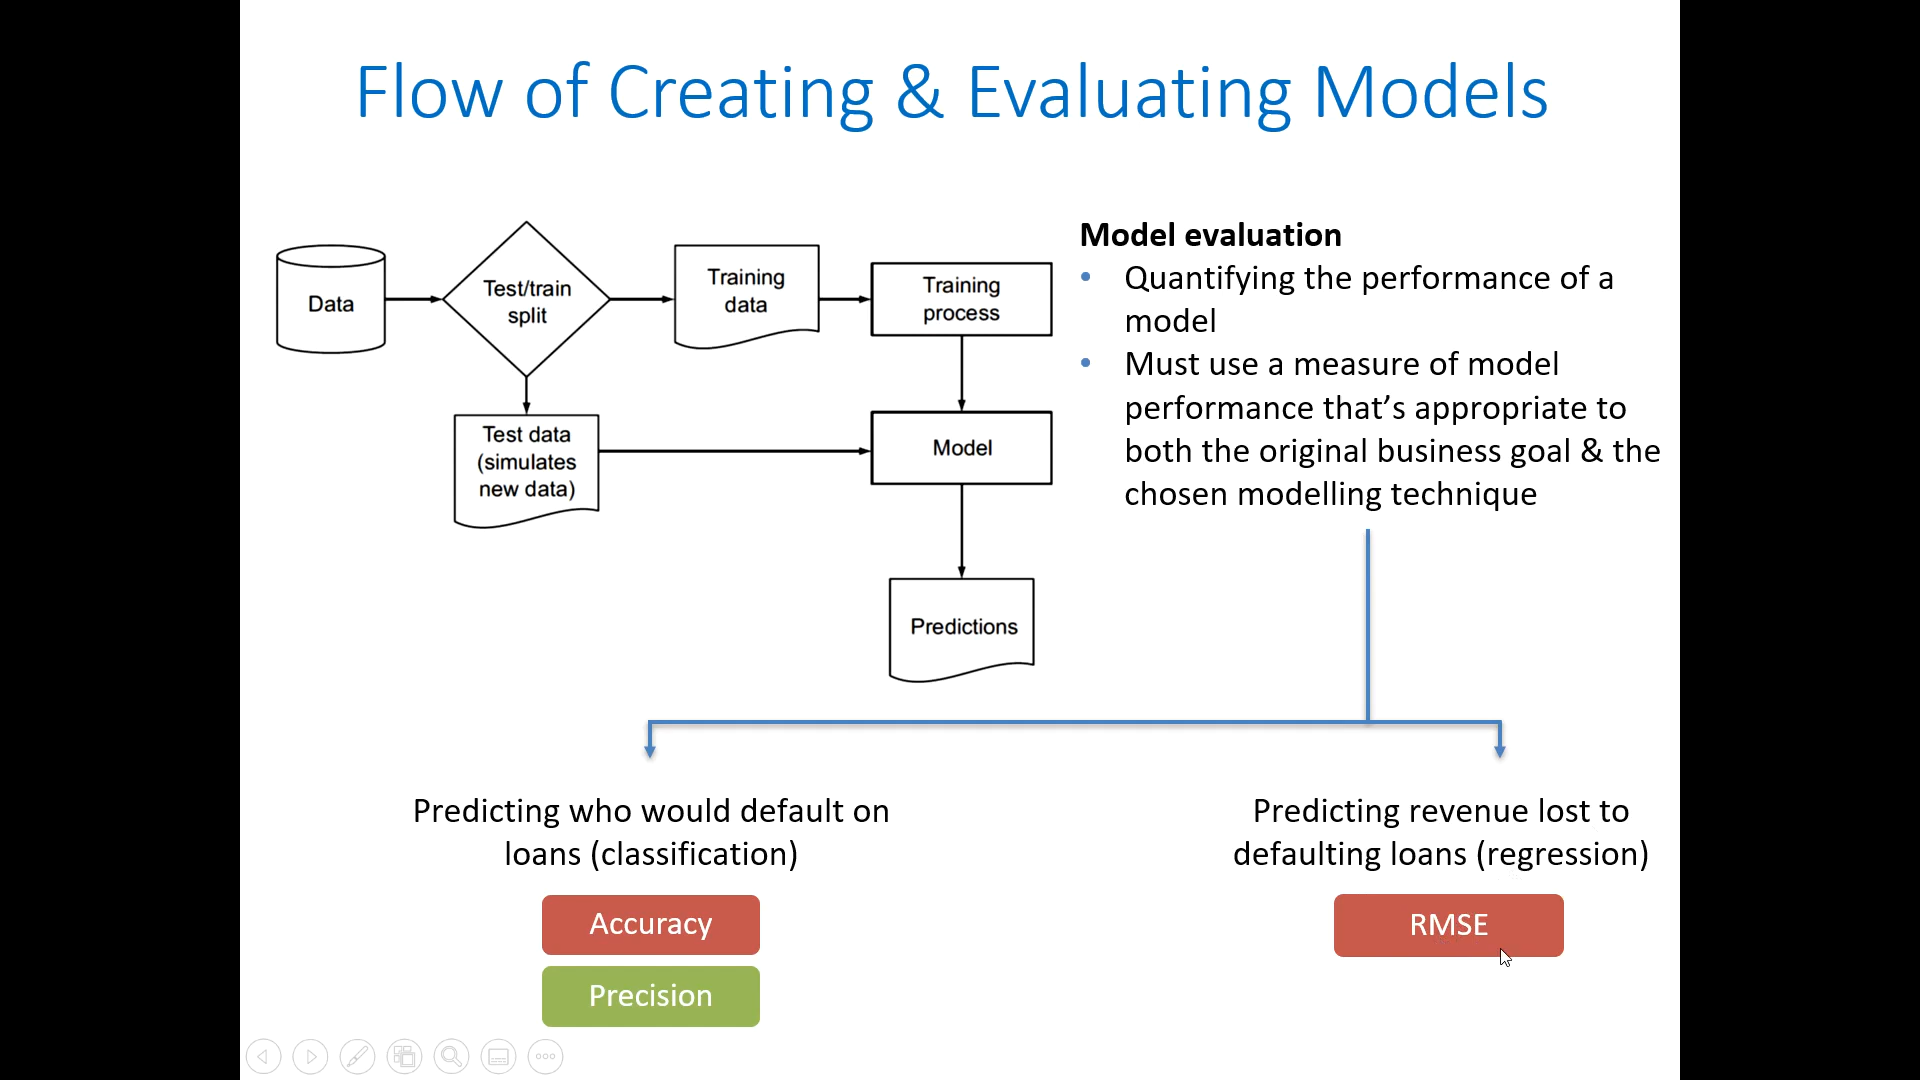 Flow of Creating & Evaluating Models
Data
Test/train
split
Training
data
Training
process
Test data
(simulates
new data)
Model
Predictions
Model evaluation
• Quantifying the performance of a
model
• Must use a measure of model
performance that’s appropriate to
both the original business goal & the
chosen modelling technique
Predicting who would default on
loans (classification)
Accuracy
Precision
Predicting revenue lost to
defaulting loans (regression)
RMSE